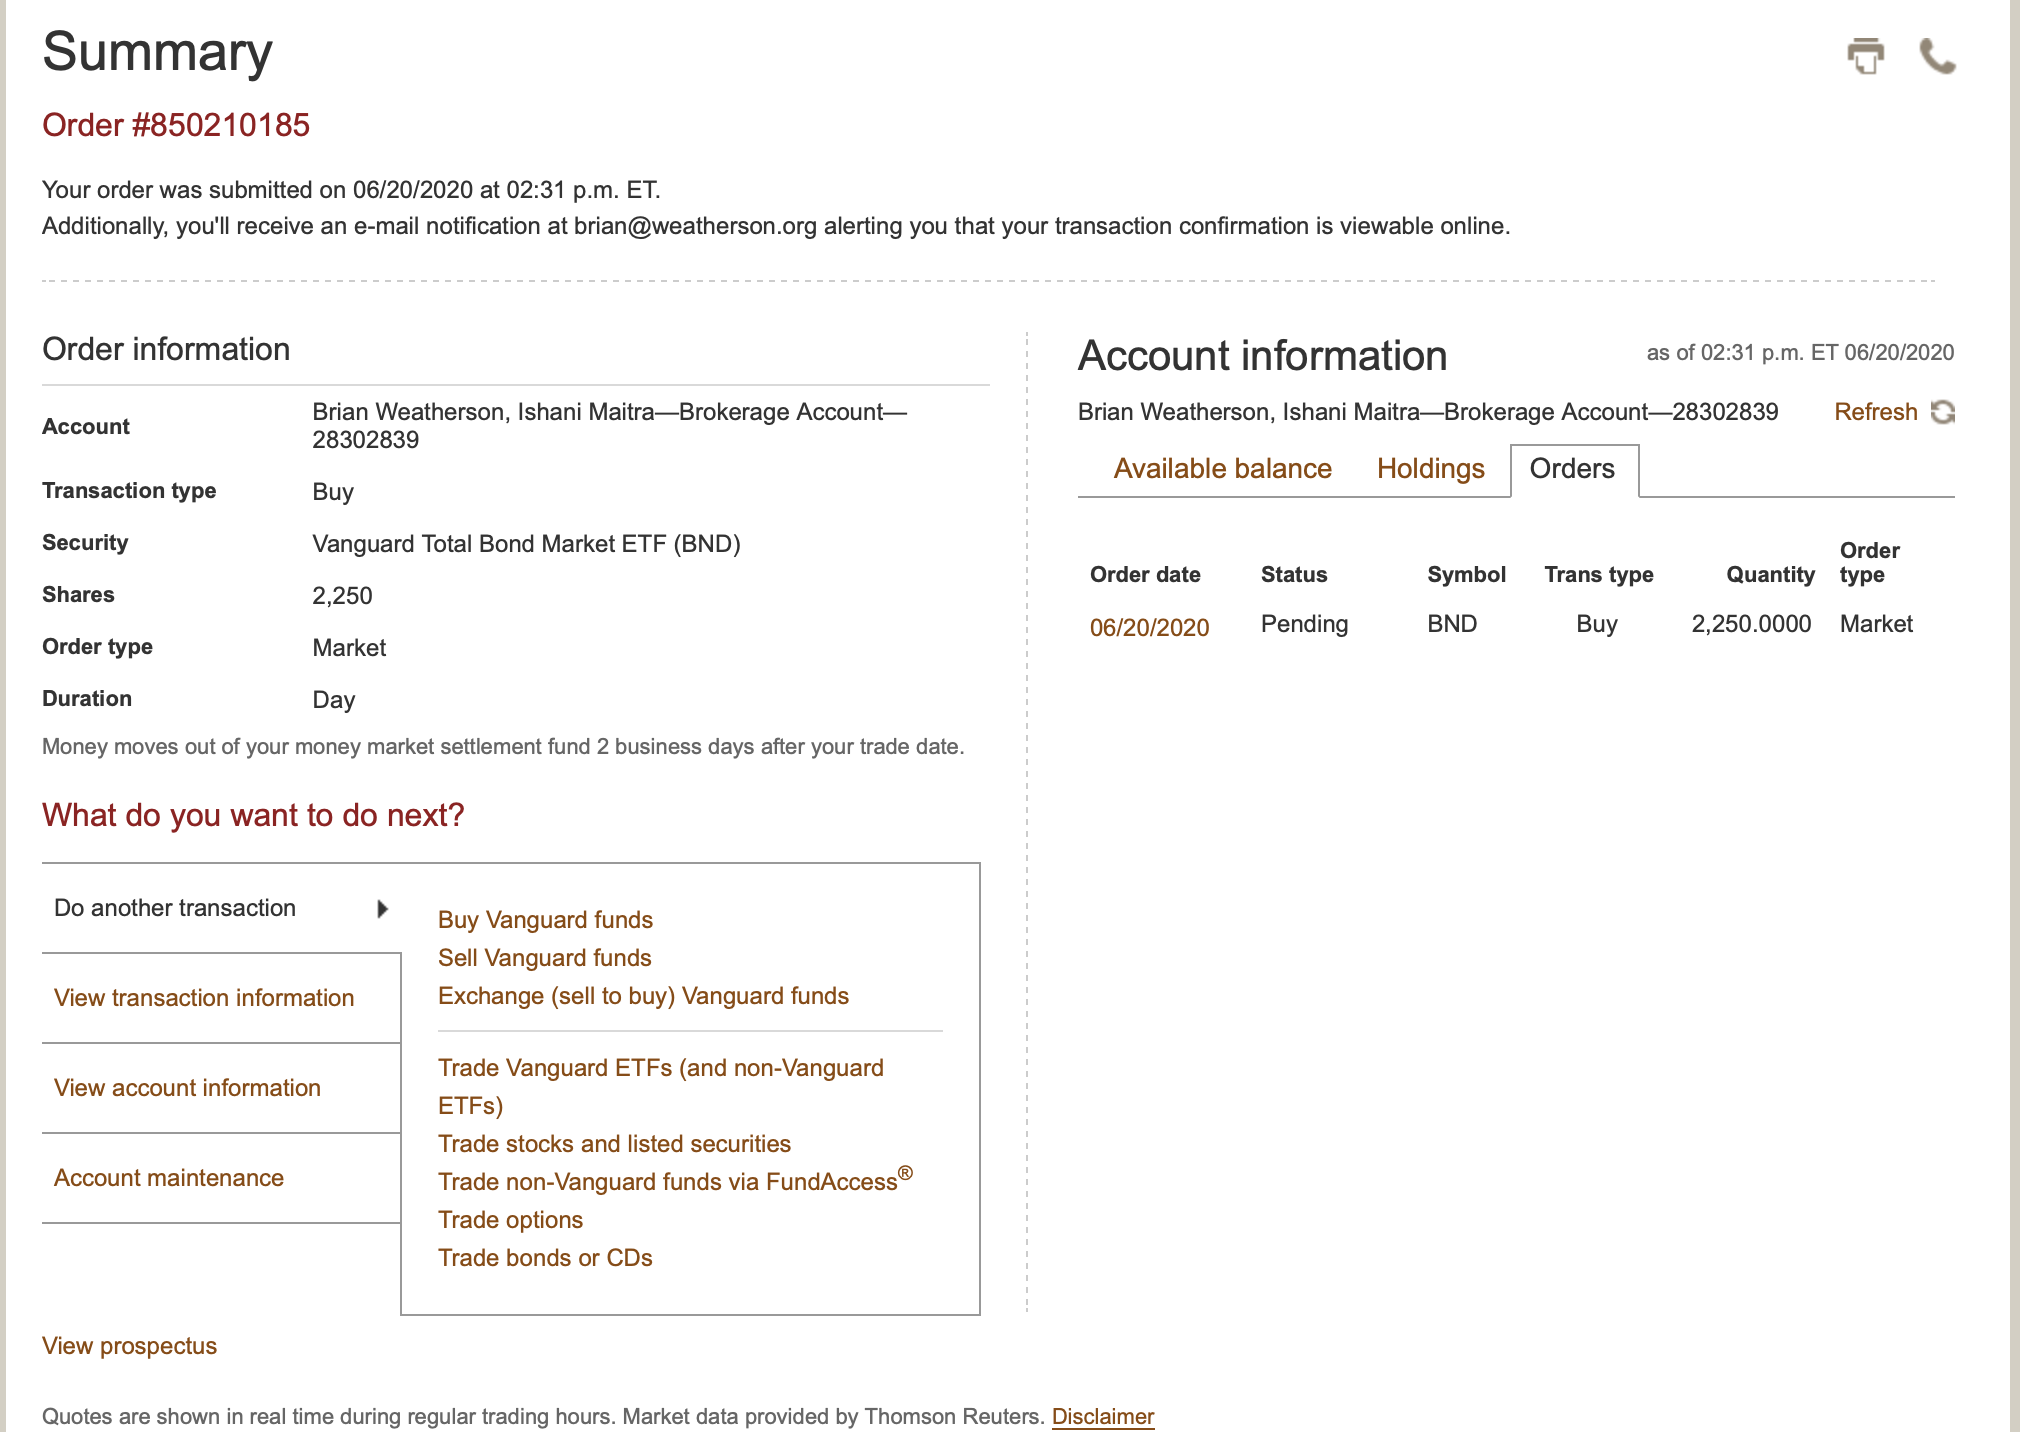 Summary
Order #850210185
Your order was submitted on 06/20/2020 at 02:31 p.m. ET.
Additionally, you'll receive an e-mail notification at brian@weatherson.org alerting you that your transaction confirmation is viewable online.
Order information
Account
Brian Weatherson, Ishani Maitra—Brokerage Account—
28302839
Transaction type
Buy
Security
Vanguard Total Bond Market ETF (BND)
Shares
2,250
Order type
Market
Duration
Day
Money moves out of your money market settlement fund 2 business days after your trade date.
What do you want to do next?
Do another transaction
View transaction information
View account information
Account maintenance
Buy Vanguard funds
Sell Vanguard funds
Exchange (sell to buy) Vanguard funds
Trade Vanguard ETFs (and non-Vanguard
ETFs)
Trade stocks and listed securities
Trade non-Vanguard funds via FundAccess®
Trade options
Trade bonds or CDs
View prospectus
Account information
as of 02:31 p.m. ET 06/20/2020
Brian Weatherson, Ishani Maitra—Brokerage Account—28302839
Refresh
Available balance Holdings Orders
Order date Status Symbol Trans type Quantity Order type
06/20/2020 Pending BND Buy 2,250.0000 Market
Quotes are shown in real time during regular trading hours. Market data provided by Thomson Reuters. Disclaimer